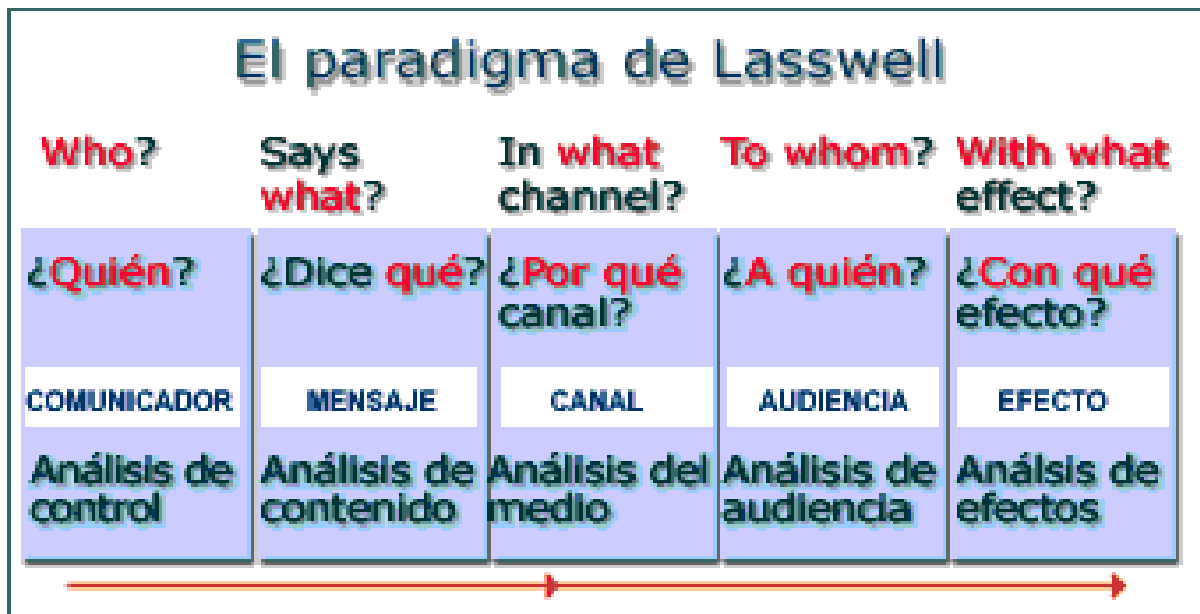 El paradigma de Lasswell
Who?
Says
what?
In what
channel?
To whom?
With what
effect?
¿Quién?
¿Dice qué?
¿Por qué
canal?
¿A quién?
¿Con qué
efecto?
COMUNICADOR
MENSAJE
CANAL
AUDIENCIA
EFECTO
Análisis de
control
Análisis de
contenido
Análisis del
medio
Análisis de
audiencia
Análsis de
efectos